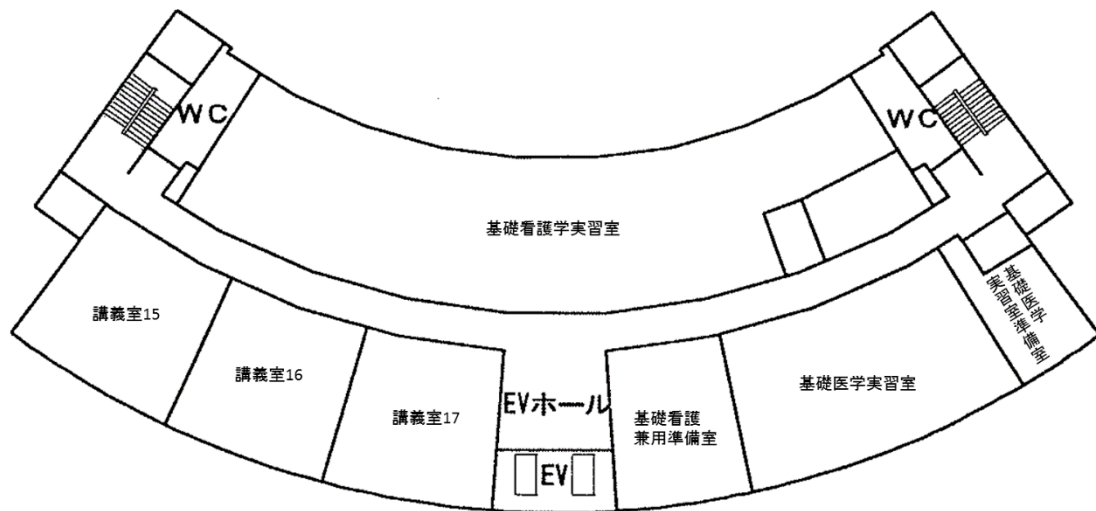 WC
WC
基礎看護学実習室
講義室15
講義室16
講義室17
EVホール
EV
基礎看護
兼用準備室
基礎医学実習室
基礎医学
実習室準備室